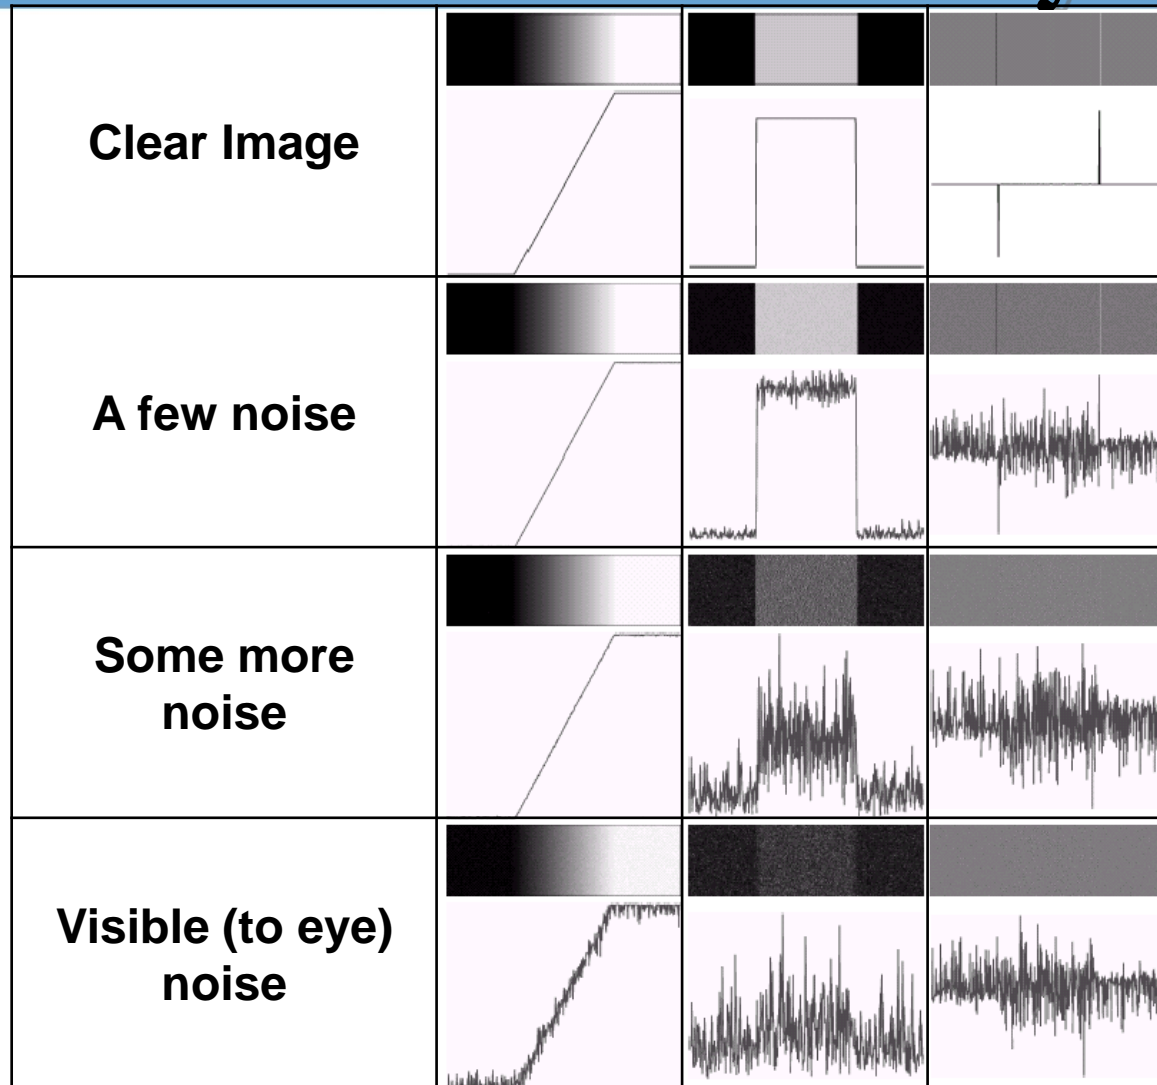 Clear Image
A few noise
Some more
noise
Visible (to eye)
noise